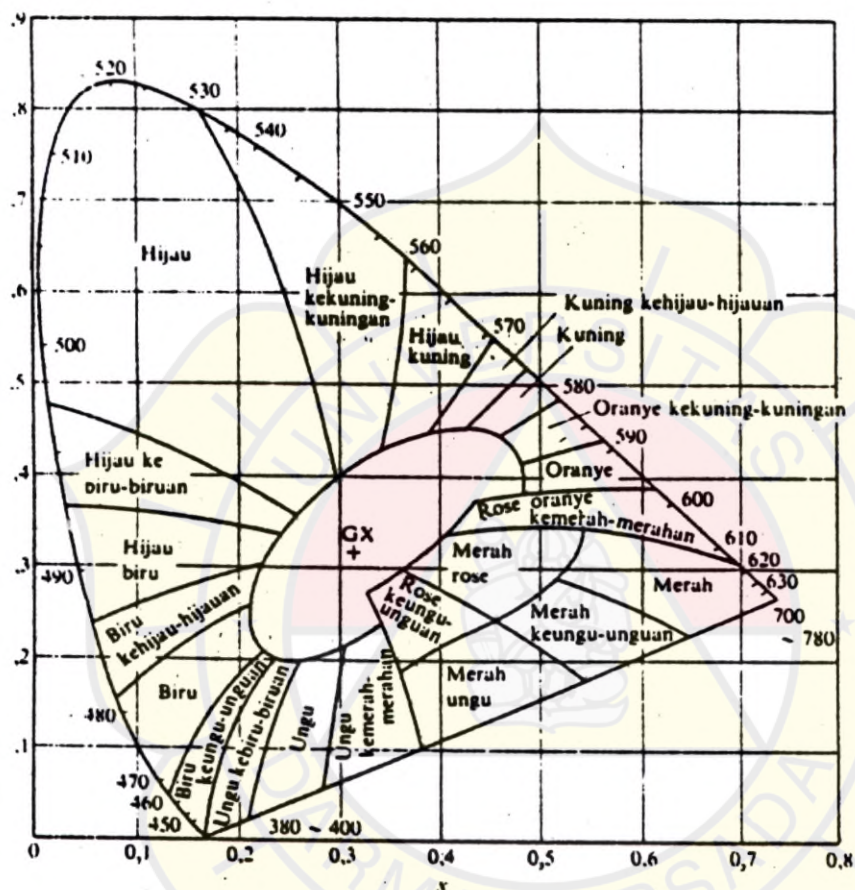 ,9
520
,8
530
540
510
,7
550
560
Hijau
Hijau
kekuning-
kuningan
,6
Kuning kehijau-hijauan
570
Kuning
Hijau
kuning
500
,5
580
Oranye kekuning-kuningan
590
Hijau ke
biru-biruan
,4
Oranye
Rose oranye
kemerah-merahan
600
GX
Hijau
biru
Merah
rose
610
620
490
,3
Rose
keungu-
unguan
Merah
630
700
~ 780
Biru
kehijau-hijauan
Merah
keungu-unguan
,2
Biru
Biru
keungu-unguan
Ungu kebiru-biruan
Ungu
Ungu
kemerah-
merahan
Merah
ungu
480
,1
470
460
450
380 ~ 400
0
0,1
0,2
0,3
0,4
0,5
0,6
0,7
0,8
x
UNIVERSITAS
DARMA PERSADA